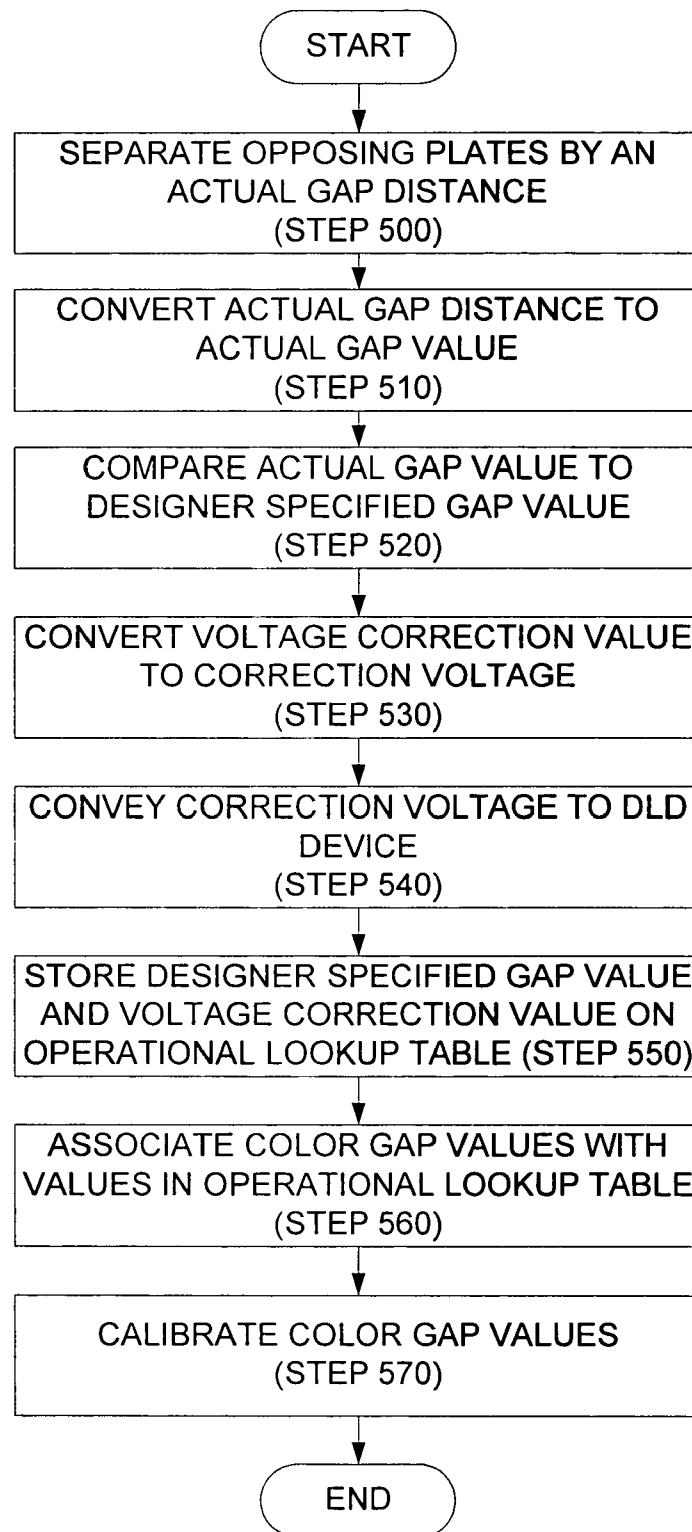 START
SEPARATE OPPOSING PLATES BY AN
ACTUAL GAP DISTANCE
(STEP 500)
CONVERT ACTUAL GAP DISTANCE TO
ACTUAL GAP VALUE
(STEP 510)
COMPARE ACTUAL GAP VALUE TO
DESIGNER SPECIFIED GAP VALUE
(STEP 520)
CONVERT VOLTAGE CORRECTION VALUE
TO CORRECTION VOLTAGE
(STEP 530)
CONVEY CORRECTION VOLTAGE TO DLD
DEVICE
(STEP 540)
STORE DESIGNER SPECIFIED GAP VALUE
AND VOLTAGE CORRECTION VALUE ON
OPERATIONAL LOOKUP TABLE (STEP 550)
ASSOCIATE COLOR GAP VALUES WITH
VALUES IN OPERATIONAL LOOKUP TABLE
(STEP 560)
CALIBRATE COLOR GAP VALUES
(STEP 570)
END